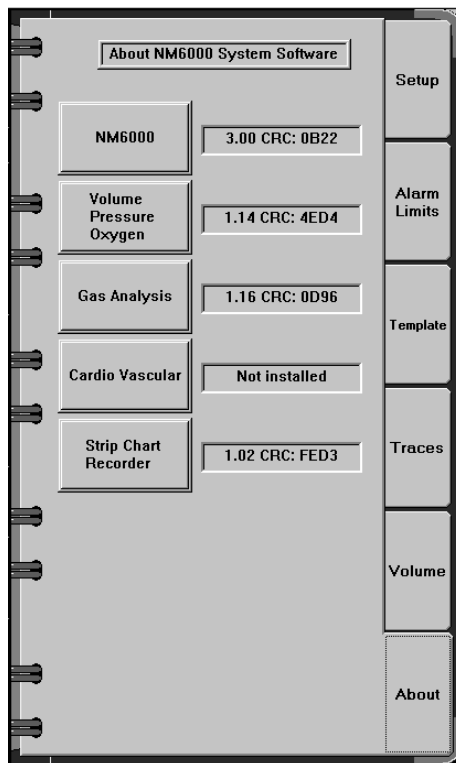 About NM6000 System Software
NM6000
3.00 CRC: 0B22
Volume
Pressure
Oxygen
1.14 CRC: 4ED4
Gas Analysis
1.16 CRC: 0D96
Cardio Vascular
Not installed
Strip Chart
Recorder
1.02 CRC: FED3
Setup
Alarm
Limits
Template
Traces
Volume
About